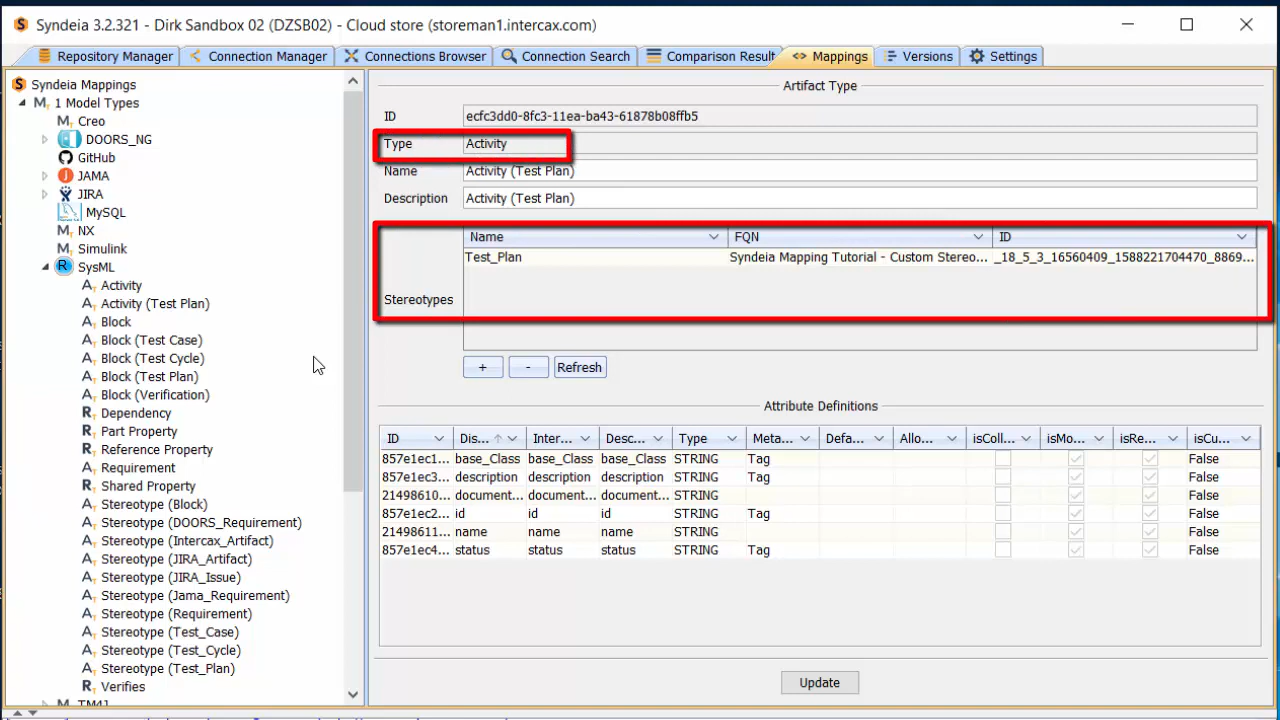 Syndeia 3.2.321 - Dirk Sandbox 02 (DZSB02) - Cloud store (storeman1.intercax.com)
Repository Manager Connection Manager Connections Browser Connection Search Comparison Result Mappings Versions Settings
Syndeia Mappings
1 Model Types
Creo
DOORS_NG
GitHub
JAMA
JIRA
MySQL
NX
Simulink
SysML
Activity
Activity (Test Plan)
Block
Block (Test Case)
Block (Test Cycle)
Block (Test Plan)
Block (Verification)
Dependency
Part Property
Reference Property
Requirement
Shared Property
Stereotype (Block)
Stereotype (DOORS_Requirement)
Stereotype (Intercax_Artifact)
Stereotype (JIRA_Artifact)
Stereotype (JIRA_Issue)
Stereotype (Jama_Requirement)
Stereotype (Requirement)
Stereotype (Test_Case)
Stereotype (Test_Cycle)
Stereotype (Test_Plan)
Verifies
Artifact Type
ID ecfc3dd0-8fc3-11ea-ba43-61878b08ffb5
Type Activity
Name Activity (Test Plan)
Description Activity (Test Plan)
Stereotypes
Name FQN ID
Test_Plan Syndeia Mapping Tutorial - Custom Stereo... _18_5_3_16560409_1588221704470_8869...
+ - Refresh
Attribute Definitions
ID Dis... Inter... Desc... Type Meta... Defa... Allo... isColl... isMo... isRe... isCu...
857e1ec1... base_Class base_Class base_Class STRING Tag False
857e1ec3... description description description STRING Tag False
21498610... document... document... document... STRING False
857e1ec2... id id id STRING Tag False
21498611... name name name STRING False
857e1ec4... status status status STRING Tag False
Update